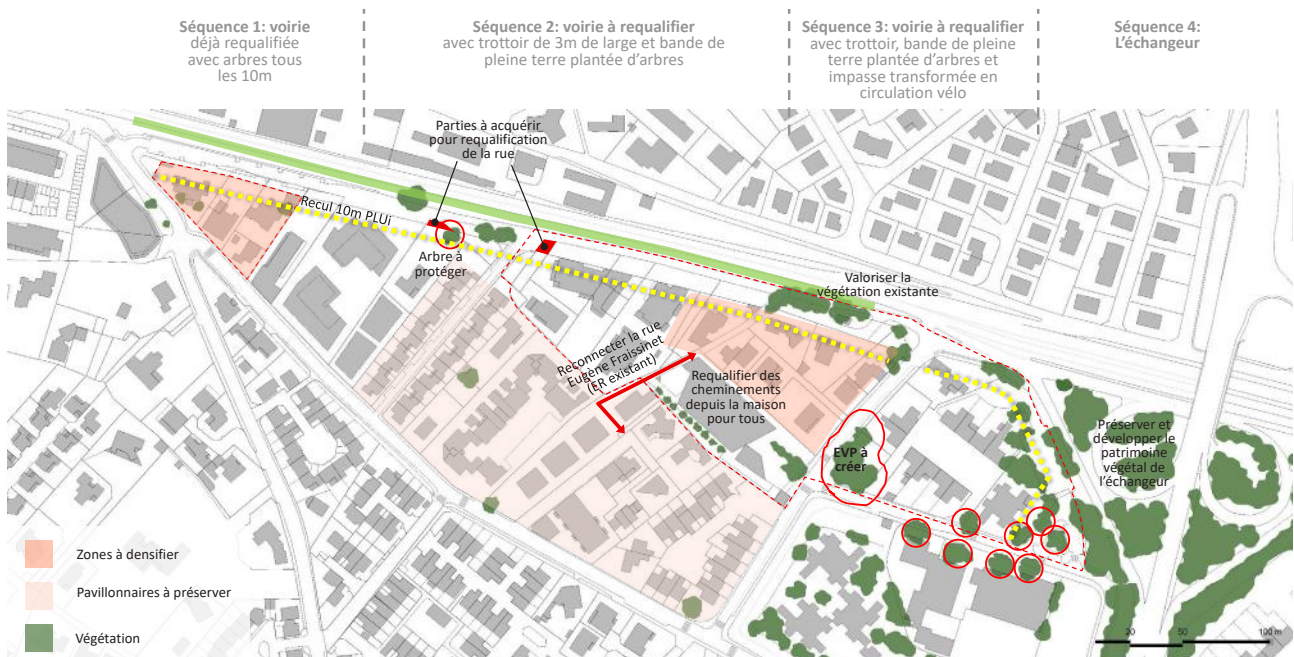 Séquence 1: voirie
déjà requalifiée
avec arbres tous
les 10m
Séquence 2: voirie à requalifier
avec trottoir de 3m de large et bande de
pleine terre plantée d'arbres
Séquence 3: voirie à requalifier
avec trottoir, bande de pleine
terre plantée d'arbres et
impasse transformée en
circulation vélo
Séquence 4:
L'échangeur
Parties à acquérir
pour requalification
de la rue
Recul 10m PLUi
Arbre à
protéger
Valoriser la
végétation existante
Reconnecter la rue
Eugène Fraissinet
(ER existant)
Requalifier des
cheminements
depuis la maison
pour tous
EVP à
créer
Préserver et
développer le
patrimoine
végétal de
l'échangeur
Zones à densifier
Pavillonnaires à préserver
Végétation
20 50 100 m